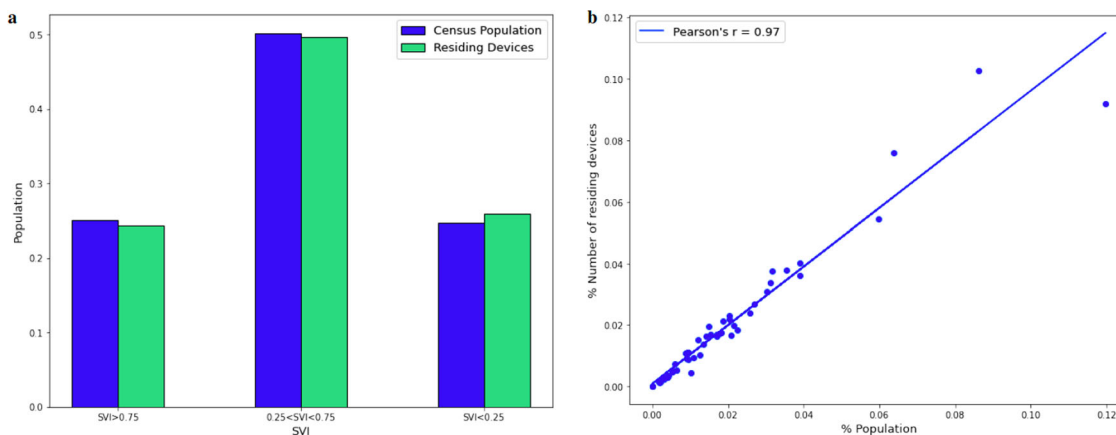 a
Census Population
Residing Devices
Population
0.5
0.4
0.3
0.2
0.1
0.0
SVI>0.75
0.25<SVI<0.75
SVI<0.25
SVI
b
Pearson's r = 0.97
% Number of residing devices
0.12
0.10
0.08
0.06
0.04
0.02
0.00
0.00
0.02
0.04
0.06
0.08
0.10
0.12
% Population